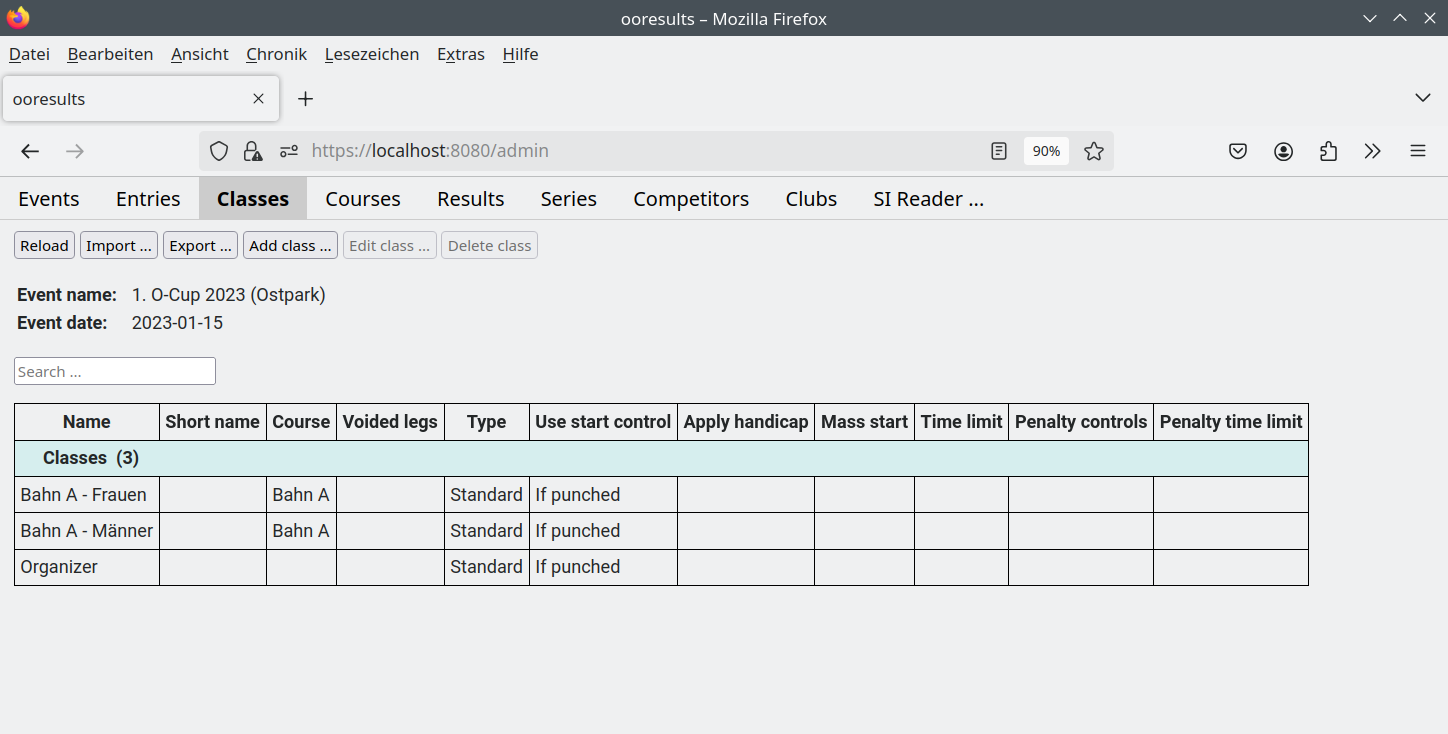 ooresults – Mozilla Firefox
Datei Bearbeiten Ansicht Chronik Lesezeichen Extras Hilfe
ooresults
https://localhost:8080/admin 90%
Events Entries Classes Courses Results Series Competitors Clubs SI Reader ...
Reload Import ... Export ... Add class ... Edit class ... Delete class
Event name: 1. O-Cup 2023 (Ostpark)
Event date: 2023-01-15
Search ...
Name Short name Course Voided legs Type Use start control Apply handicap Mass start Time limit Penalty controls Penalty time limit
Classes (3)
Bahn A - Frauen Bahn A Standard If punched
Bahn A - Männer Bahn A Standard If punched
Organizer Standard If punched